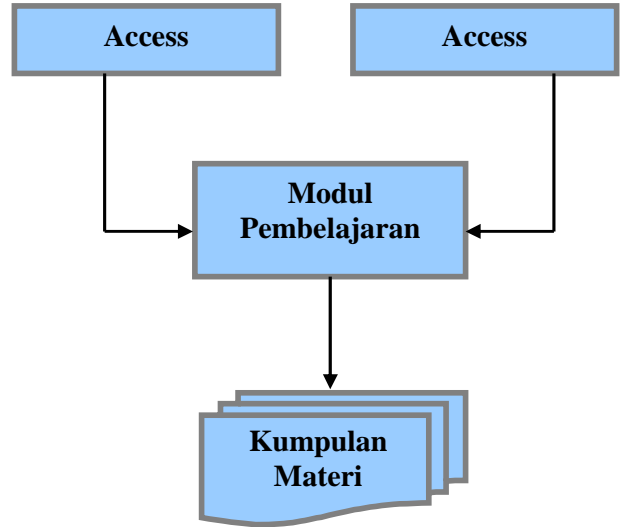 Access
Access
Modul
Pembelajaran
Kumpulan
Materi